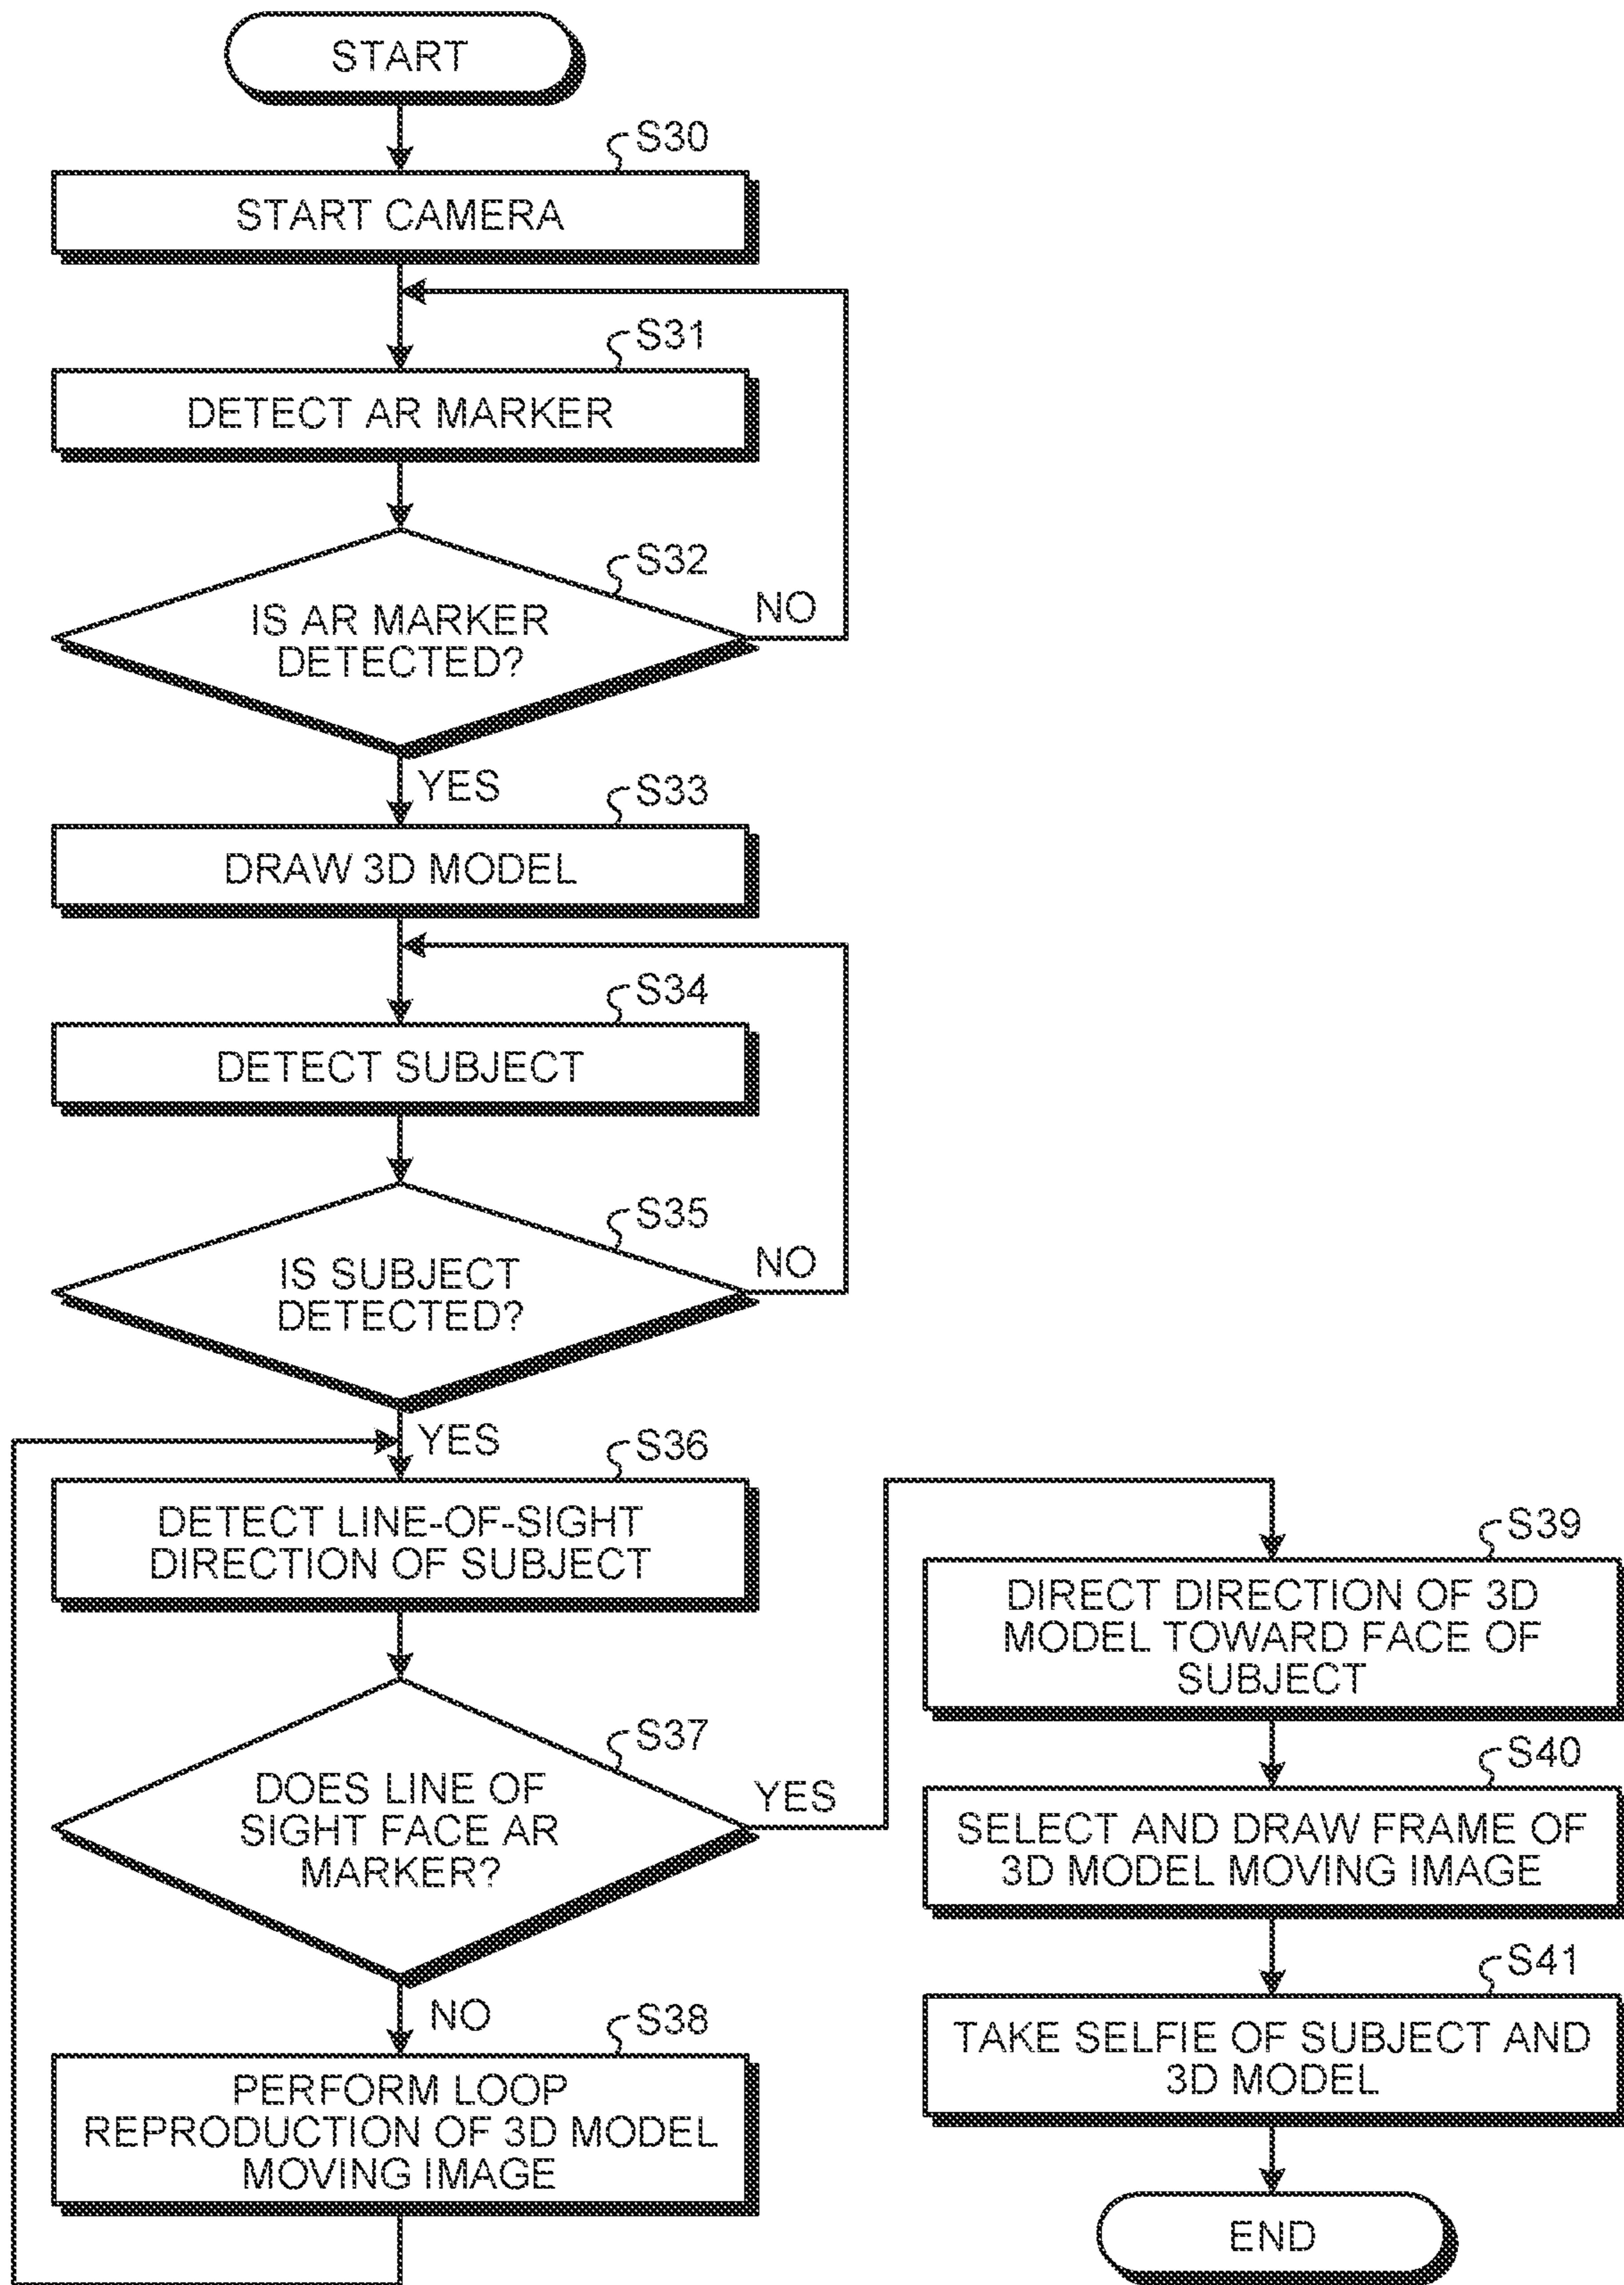 START
S30
START CAMERA
S31
DETECT AR MARKER
S32
IS AR MARKER
DETECTED?
NO
YES
S33
DRAW 3D MODEL
S34
DETECT SUBJECT
S35
IS SUBJECT
DETECTED?
NO
YES
S36
DETECT LINE-OF-SIGHT
DIRECTION OF SUBJECT
S37
DOES LINE OF
SIGHT FACE AR
MARKER?
YES
NO
S38
PERFORM LOOP
REPRODUCTION OF 3D MODEL
MOVING IMAGE
S39
DIRECT DIRECTION OF 3D
MODEL TOWARD FACE OF
SUBJECT
S40
SELECT AND DRAW FRAME OF
3D MODEL MOVING IMAGE
S41
TAKE SELFIE OF SUBJECT AND
3D MODEL
END